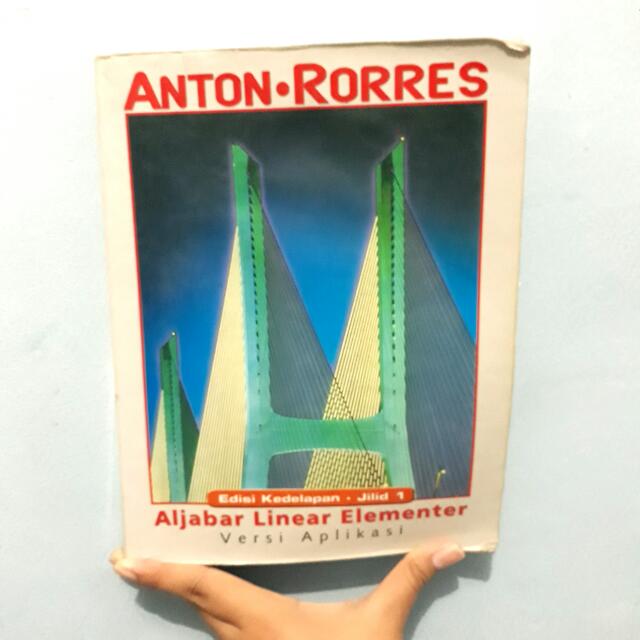 ANTON•RORRES
Edisi Kedelapan • Jilid 1
Aljabar Linear Elementer
Versi Aplikasi